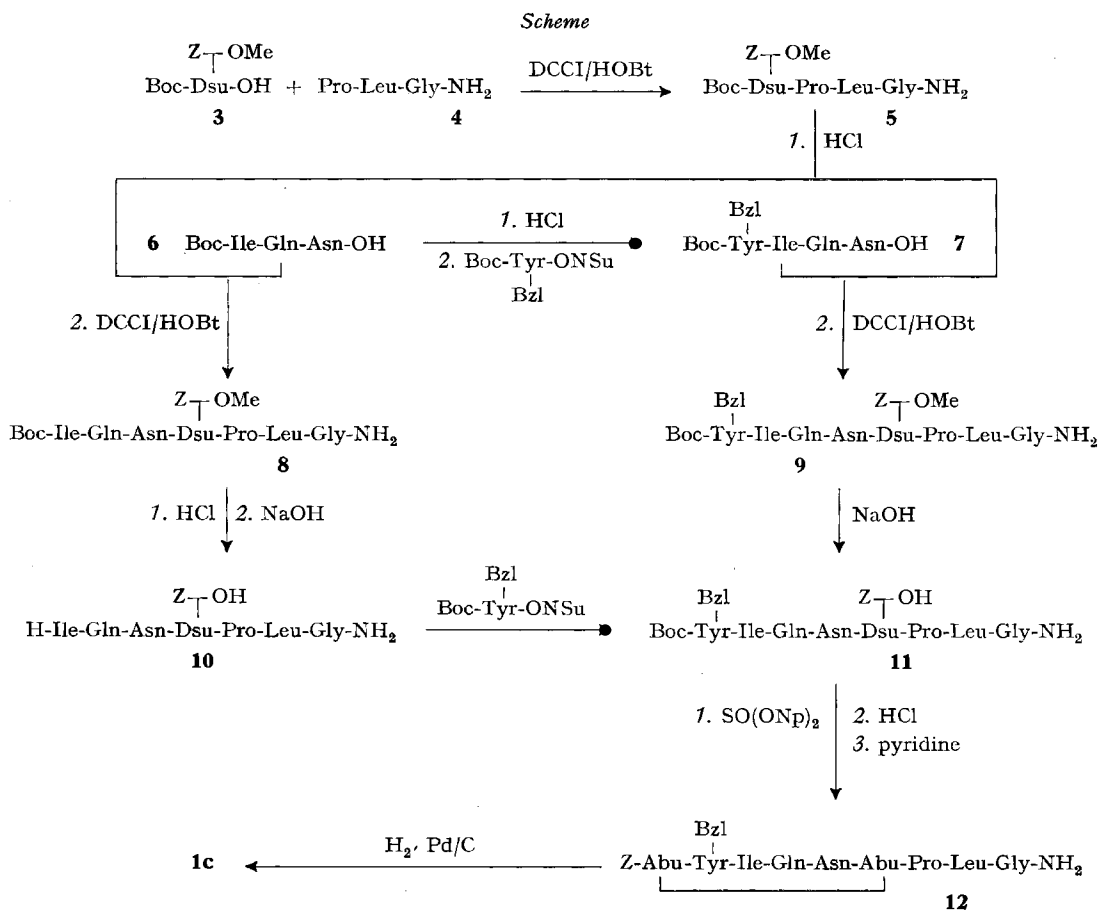 Scheme
Z OMe
Boc-Dsu-OH + Pro-Leu-Gly-NH₂ DCCI/HOBt Boc-Dsu-Pro-Leu-Gly-NH₂
Z OMe
3 4 5
1. HCl
6 Boc-Ile-Gln-Asn-OH
1. HCl
2. Boc-Tyr-ONSu
Bzl
Bzl
Boc-Tyr-Ile-Gln-Asn-OH 7
2. DCCI/HOBt
2. DCCI/HOBt
Z OMe
Boc-Ile-Gln-Asn-Dsu-Pro-Leu-Gly-NH₂
8
Bzl Z OMe
Boc-Tyr-Ile-Gln-Asn-Dsu-Pro-Leu-Gly-NH₂
9
1. HCl 2. NaOH
NaOH
Z OH
H-Ile-Gln-Asn-Dsu-Pro-Leu-Gly-NH₂
10
Bzl
Boc-Tyr-ONSu
Bzl Z OH
Boc-Tyr-Ile-Gln-Asn-Dsu-Pro-Leu-Gly-NH₂
11
1. SO(ONp)₂ 2. HCl
3. pyridine
1c
H₂, Pd/C
Bzl
Z-Abu-Tyr-Ile-Gln-Asn-Abu-Pro-Leu-Gly-NH₂
12